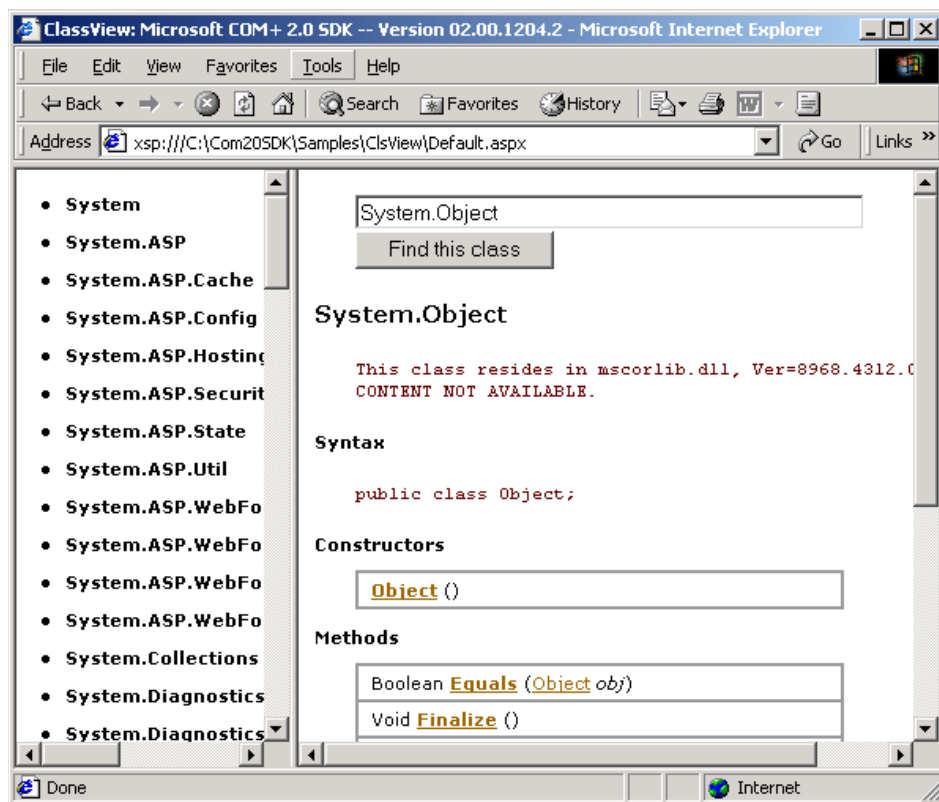 ClassView: Microsoft COM+ 2.0 SDK -- Version 02.00.1204.2 - Microsoft Internet Explorer
File Edit View Favorites Tools Help
Back Search Favorites History
Address xsp:///C:\Com20SDK\Samples\ClsView\Default.aspx Go Links »
System
System.ASP
System.ASP.Cache
System.ASP.Config
System.ASP.Hosting
System.ASP.Securit
System.ASP.State
System.ASP.Util
System.ASP.WebFo
System.ASP.WebFo
System.ASP.WebFo
System.ASP.WebFo
System.Collections
System.Diagnostics
System.Diagnostics
System.Object
Find this class
System.Object
This class resides in mscorlib.dll, Ver=8968.4312.0
CONTENT NOT AVAILABLE.
Syntax
public class Object;
Constructors
Object ()
Methods
Boolean Equals (Object obj)
Void Finalize ()
Done Internet